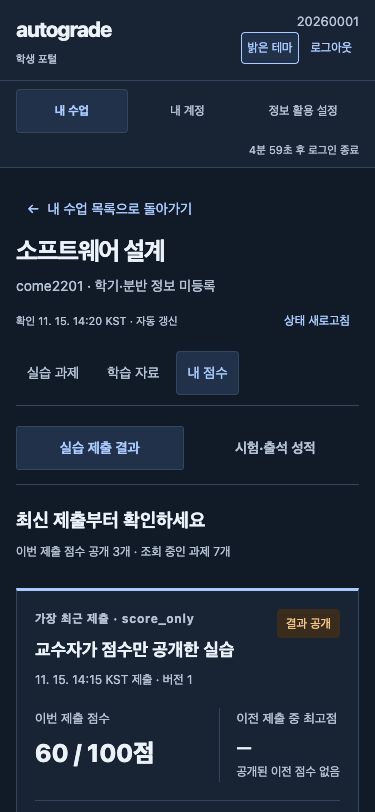 autograde
20260001
학생 포털
밝은 테마
로그아웃
내 수업
내 계정
정보 활용 설정
4분 59초 후 로그인 종료
← 내 수업 목록으로 돌아가기
소프트웨어 설계
come2201 · 학기·분반 정보 미등록
확인 11. 15. 14:20 KST · 자동 갱신
상태 새로고침
실습 과제
학습 자료
내 점수
실습 제출 결과
시험·출석 성적
최신 제출부터 확인하세요
이번 제출 점수 공개 3개 · 조회 중인 과제 7개
가장 최근 제출 · score_only
결과 공개
교수자가 점수만 공개한 실습
11. 15. 14:15 KST 제출 · 버전 1
이번 제출 점수
60 / 100점
이전 제출 중 최고점
—
공개된 이전 점수 없음